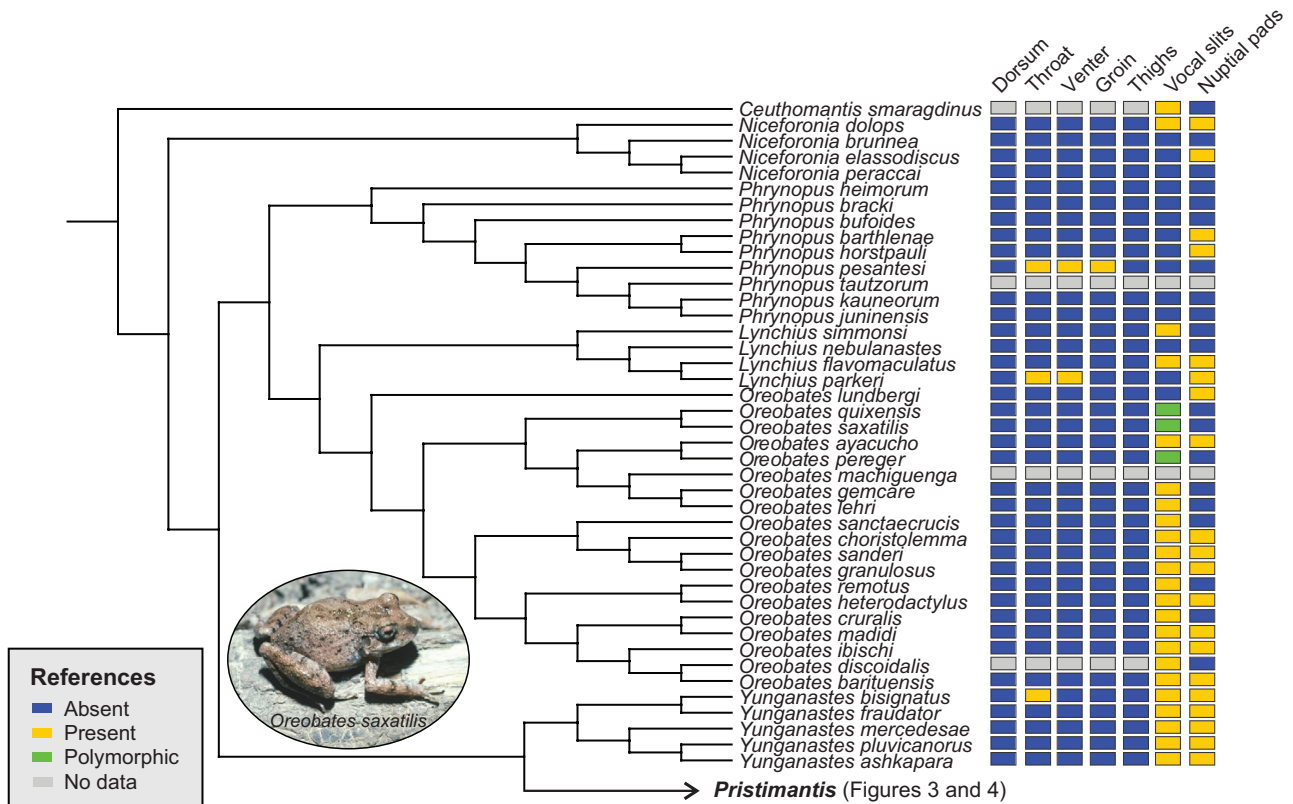 Dorsum
Throat
Venter
Groin
Thighs
Vocal slits
Nuptial pads
Ceuthomantis smaragdinus
Niceforonia dolops
Niceforonia brunnea
Niceforonia elassodiscus
Niceforonia peraccai
Phrynopus heimorum
Phrynopus bracki
Phrynopus bufoides
Phrynopus barthlenae
Phrynopus horstpauli
Phrynopus pesantesi
Phrynopus tautzorum
Phrynopus kauneorum
Phrynopus juninensis
Lynchius simmonsi
Lynchius nebulanastes
Lynchius flavomaculatus
Lynchius parkeri
Oreobates lundbergi
Oreobates quixensis
Oreobates saxatilis
Oreobates ayacucho
Oreobates pereger
Oreobates machiguenga
Oreobates gemcare
Oreobates lehri
Oreobates sanctaecrucis
Oreobates choristolemma
Oreobates sanderi
Oreobates granulosus
Oreobates remotus
Oreobates heterodactylus
Oreobates cruralis
Oreobates madidi
Oreobates ibischi
Oreobates discoidalis
Oreobates barituensis
Yunganastes bisignatus
Yunganastes fraudator
Yunganastes mercedesae
Yunganastes pluvicanorus
Yunganastes ashkapara
Pristimantis (Figures 3 and 4)
Oreobates saxatilis
References
Absent
Present
Polymorphic
No data